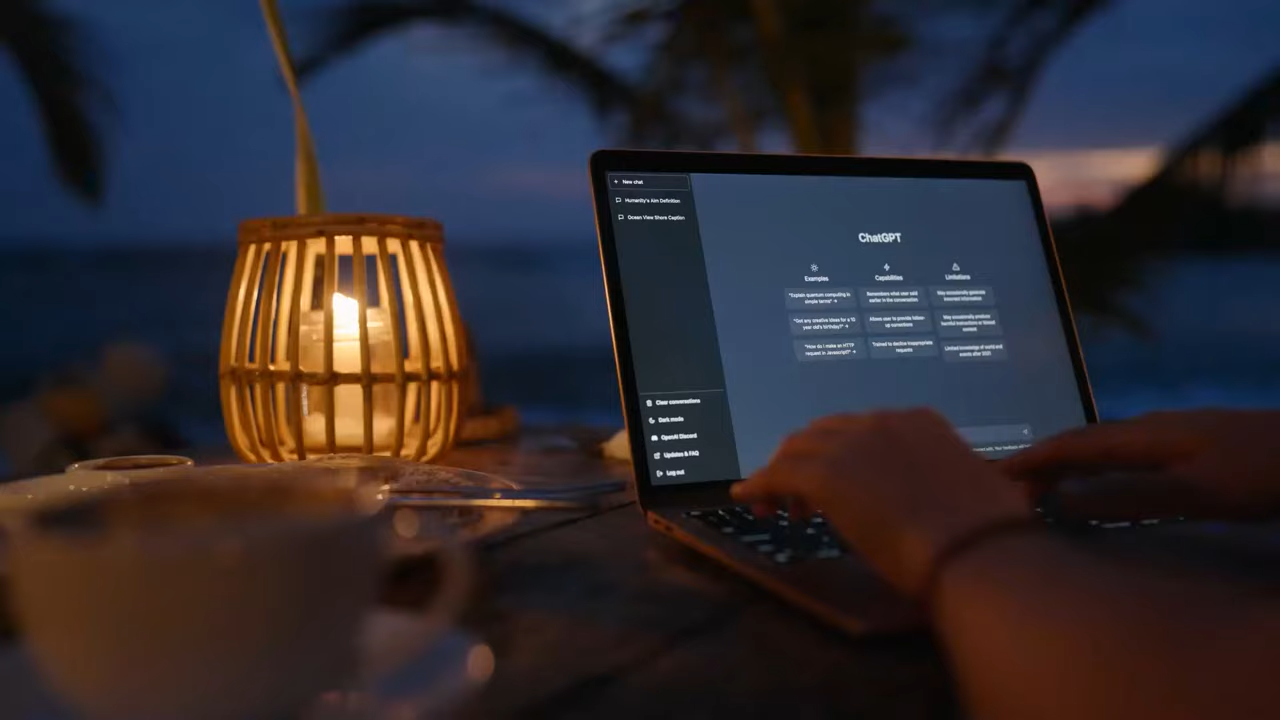 + New chat
Humanity's Aim Definition
Ocean View Shore Caption
ChatGPT
Examples
"Explain quantum computing in
simple terms" →
"Got any creative ideas for a 10
year old's birthday?" →
"How do I make an HTTP
request in Javascript?" →
Capabilities
Remembers what user said
earlier in the conversation
Allows user to provide follow-
up corrections
Trained to decline inappropriate
requests
Limitations
May occasionally generate
incorrect information
May occasionally produce
harmful instructions or biased
content
Limited knowledge of world and
events after 2021
Clear conversations
Dark mode
OpenAI Discord
Updates & FAQ
Log out